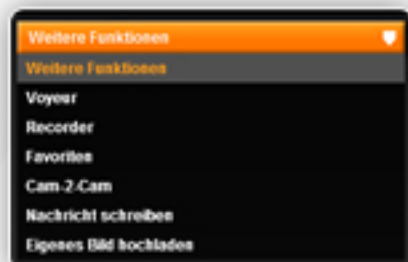 Weitere Funktionen
Weitere Funktionen
Voyeur
Recorder
Favoriten
Cam-2-Cam
Nachricht schreiben
Eigenes Bild hochladen